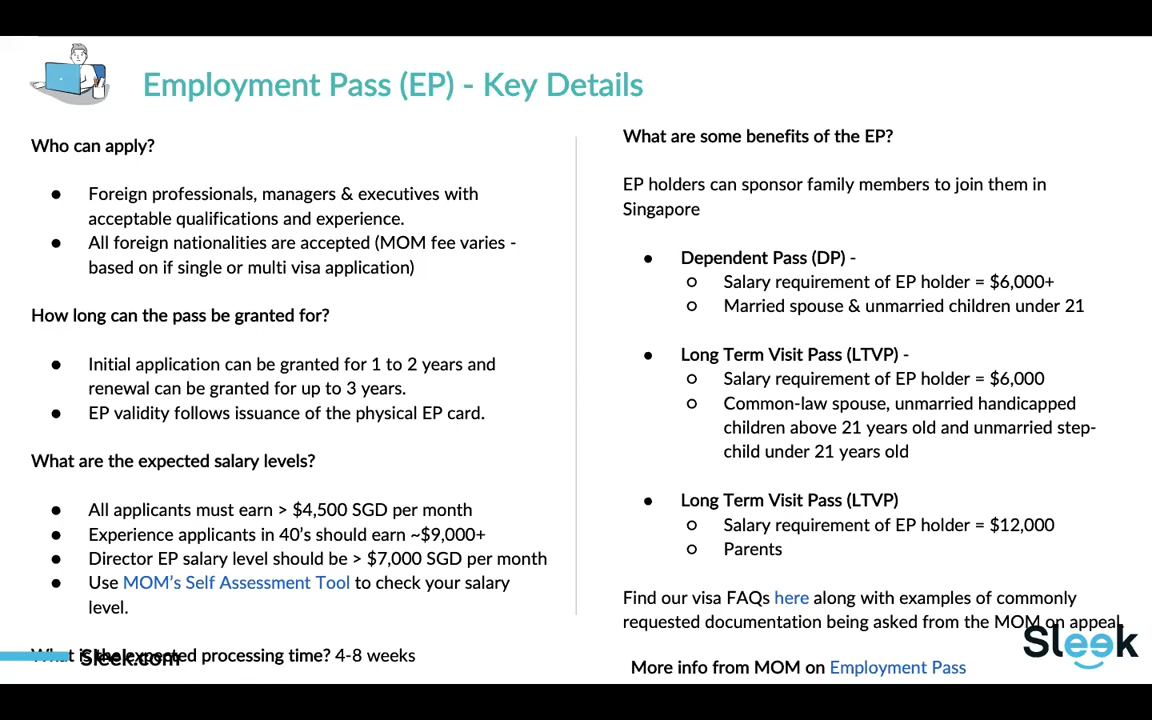 Employment Pass (EP) - Key Details
Who can apply?
● Foreign professionals, managers & executives with
acceptable qualifications and experience.
● All foreign nationalities are accepted (MOM fee varies -
based on if single or multi visa application)
How long can the pass be granted for?
● Initial application can be granted for 1 to 2 years and
renewal can be granted for up to 3 years.
● EP validity follows issuance of the physical EP card.
What are the expected salary levels?
● All applicants must earn > $4,500 SGD per month
● Experience applicants in 40's should earn ~$9,000+
● Director EP salary level should be > $7,000 SGD per month
● Use MOM's Self Assessment Tool to check your salary
level.
What is the expected processing time? 4-8 weeks
Sleek.com
What are some benefits of the EP?
EP holders can sponsor family members to join them in
Singapore
● Dependent Pass (DP) -
○ Salary requirement of EP holder = $6,000+
○ Married spouse & unmarried children under 21
● Long Term Visit Pass (LTVP) -
○ Salary requirement of EP holder = $6,000
○ Common-law spouse, unmarried handicapped
children above 21 years old and unmarried step-
child under 21 years old
● Long Term Visit Pass (LTVP)
○ Salary requirement of EP holder = $12,000
○ Parents
Find our visa FAQs here along with examples of commonly
requested documentation being asked from the MOM on appeal.
Sleek
More info from MOM on Employment Pass